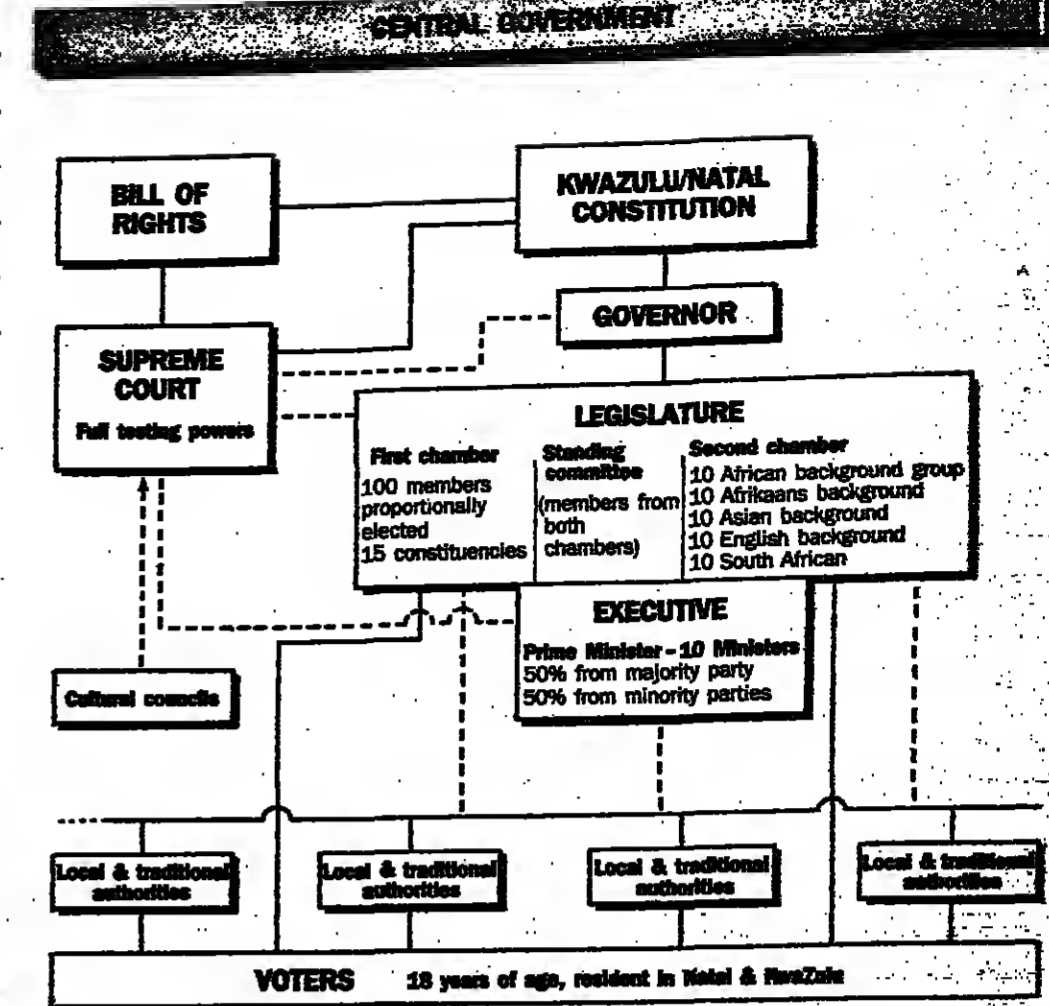 CENTRAL GOVERNMENT
BILL OF
RIGHTS
KWAZULU/NATAL
CONSTITUTION
GOVERNOR
SUPREME
COURT
Full testing powers
LEGISLATURE
First chamber
100 members
proportionally
elected
15 constituencies
Standing
committee
(members from
both
chambers)
Second chamber
10 African background group
10 Afrikaans background
10 Asian background
10 English background
10 South African
EXECUTIVE
Prime Minister - 10 Ministers
50% from majority party
50% from minority parties
Cultural councils
Local & traditional
authorities
Local & traditional
authorities
Local & traditional
authorities
Local & traditional
authorities
VOTERS 18 years of age, resident in Natal & KwaZulu